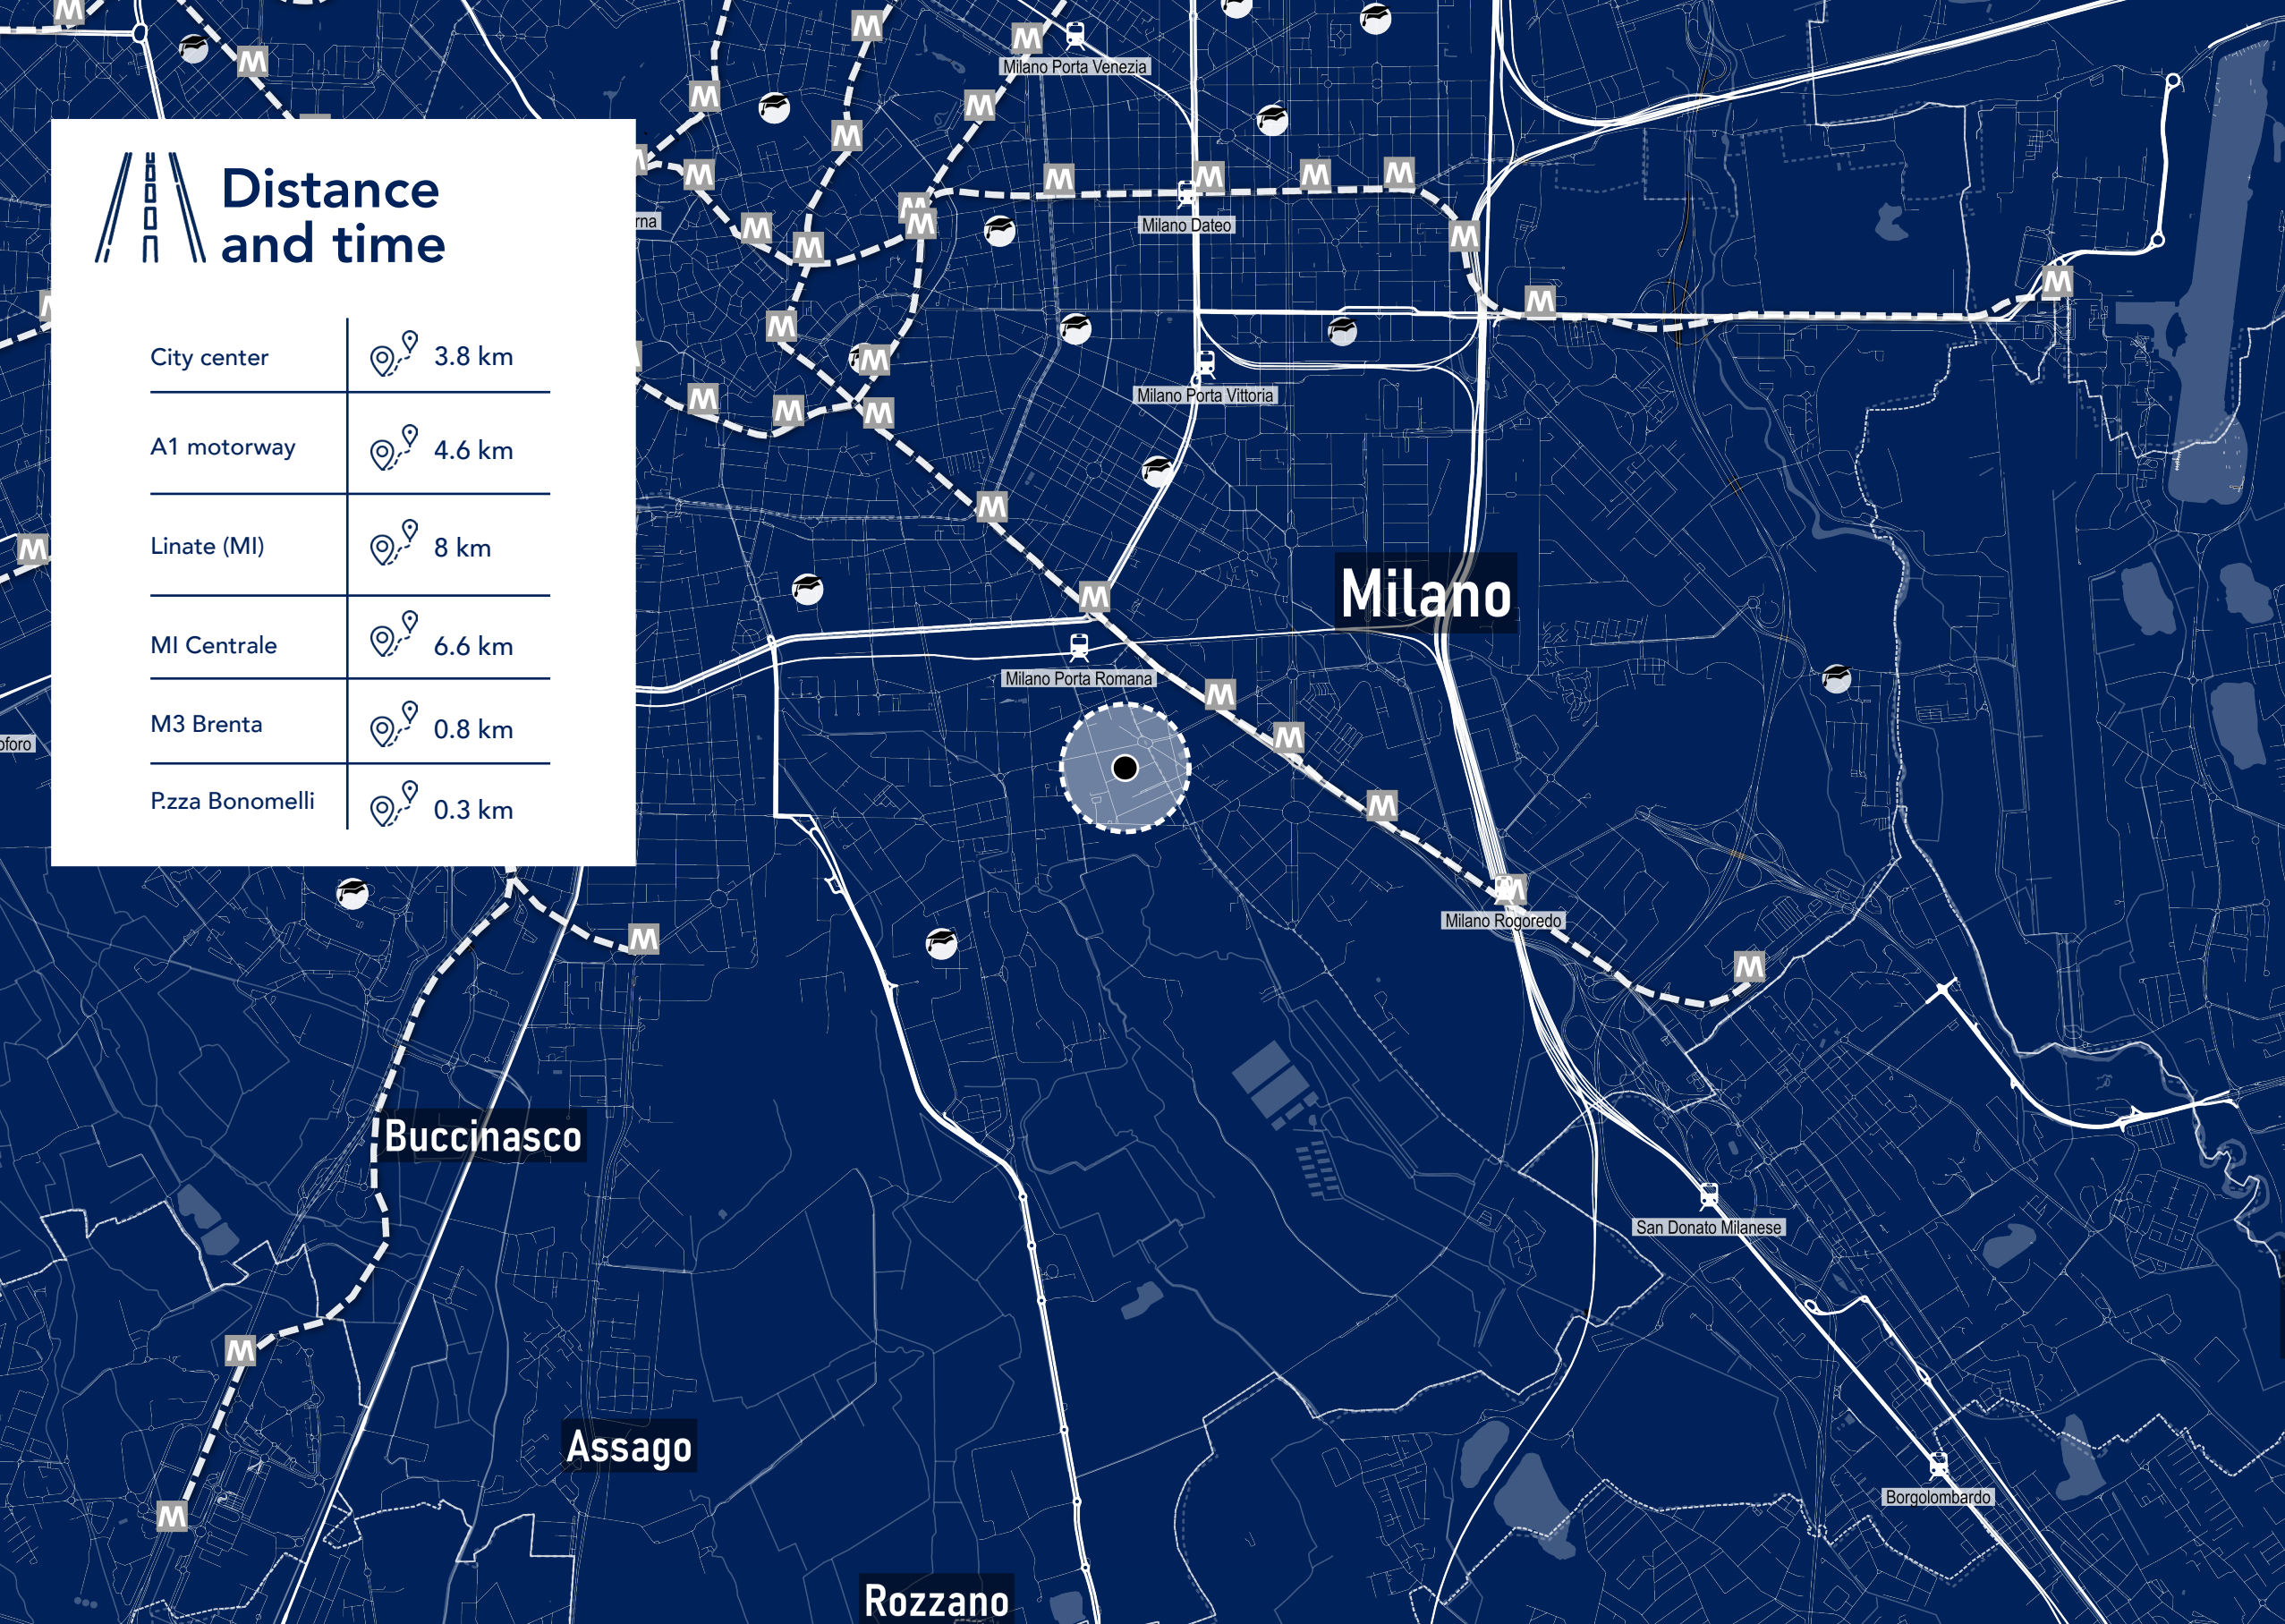 Distance
and time
City center 3.8 km
A1 motorway 4.6 km
Linate (MI) 8 km
MI Centrale 6.6 km
M3 Brenta 0.8 km
P.zza Bonomelli 0.3 km
Milano Porta Venezia
Milano Dateo
Milano Porta Vittoria
Milano
Milano Porta Romana
Milano Rogoredo
Buccinasco
San Donato Milanese
Assago
Borgolombardo
Rozzano